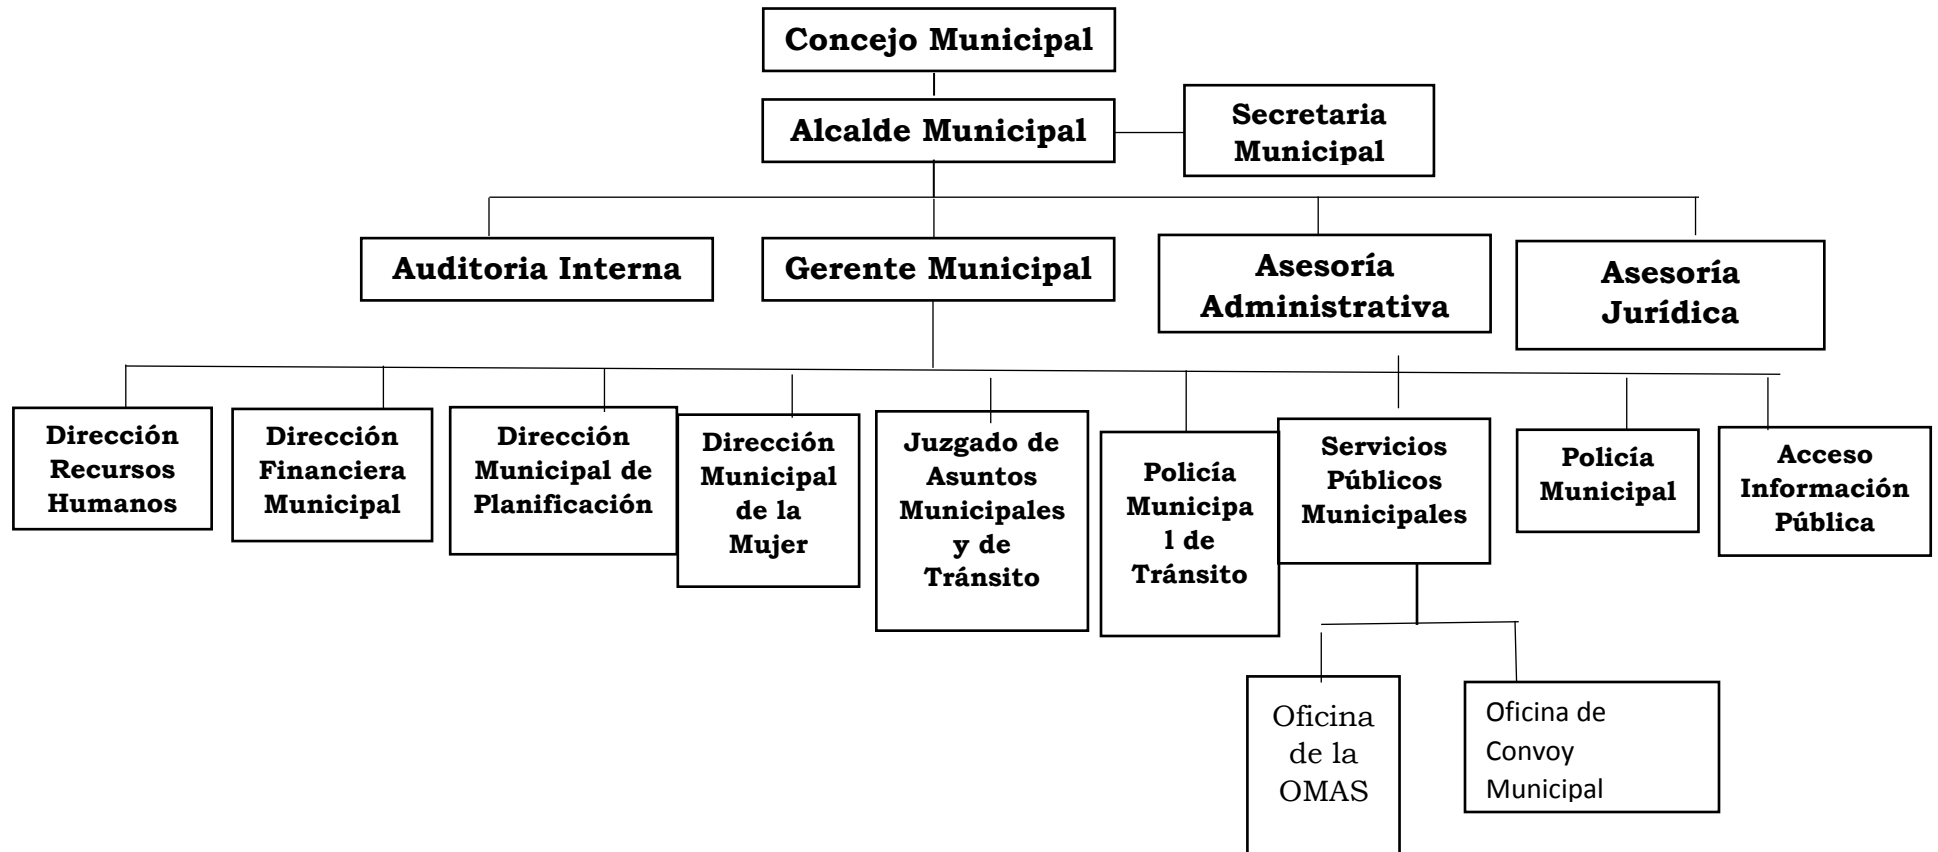 Concejo Municipal
Alcalde Municipal
Secretaria
Municipal
Auditoria Interna
Gerente Municipal
Asesoría
Administrativa
Asesoría
Jurídica
Dirección
Recursos
Humanos
Dirección
Financiera
Municipal
Dirección
Municipal de
Planificación
Dirección
Municipal
de la
Mujer
Juzgado de
Asuntos
Municipales
y de
Tránsito
Policía
Municipa
l de
Tránsito
Servicios
Públicos
Municipales
Policía
Municipal
Acceso
Información
Pública
Oficina
de la
OMAS
Oficina de
Convoy
Municipal